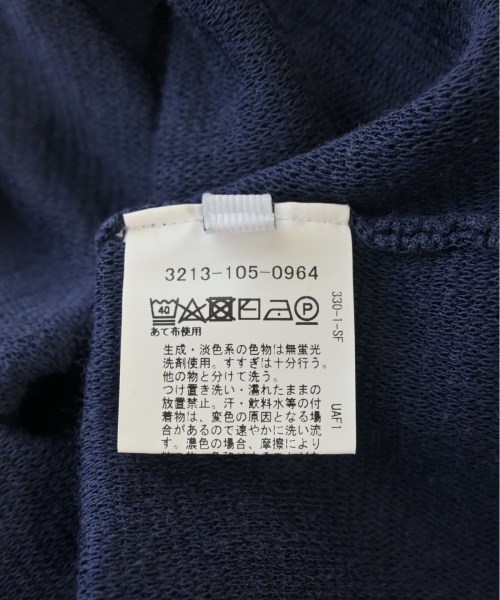 3213-105-0964
40
P
あて布使用
生成・淡色系の色物は無蛍光
洗剤使用。すすぎは十分行う。
他の物と分けて洗う。
つけ置き洗い・濡れたままの
放置禁止。汗・飲料水等の付
着物は、変色の原因となる場
合があるので速やかに洗い流
す。濃色の場合、摩擦により
330-1-SF
UAF1